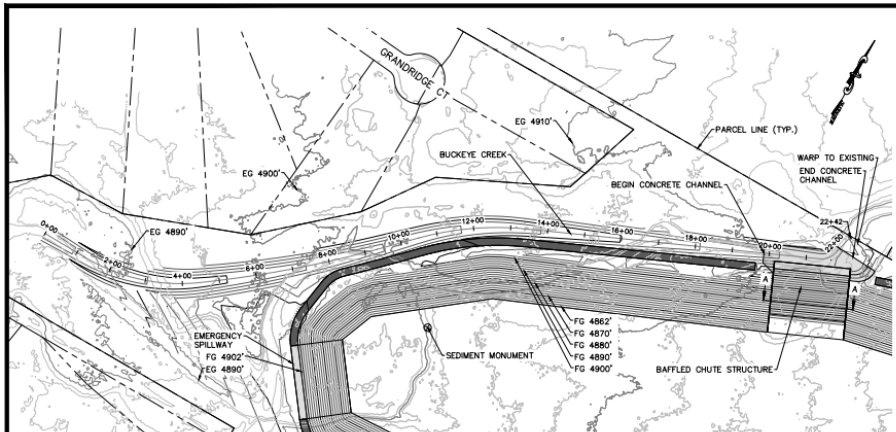 GRANDRIDGE CT
EG 4910'
PARCEL LINE (TYP.)
BUCKEYE CREEK
WARP TO EXISTING
END CONCRETE
CHANNEL
EG 4900'
BEGIN CONCRETE CHANNEL
22+42
0+00
2+00
4+00
6+00
8+00
10+00
12+00
14+00
16+00
18+00
20+00
22+00
EG 4890'
A
A
EMERGENCY
SPILLWAY
FG 4902'
EG 4890'
SEDIMENT MONUMENT
FG 4862'
FG 4870'
FG 4880'
FG 4890'
FG 4900'
BAFFLED CHUTE STRUCTURE